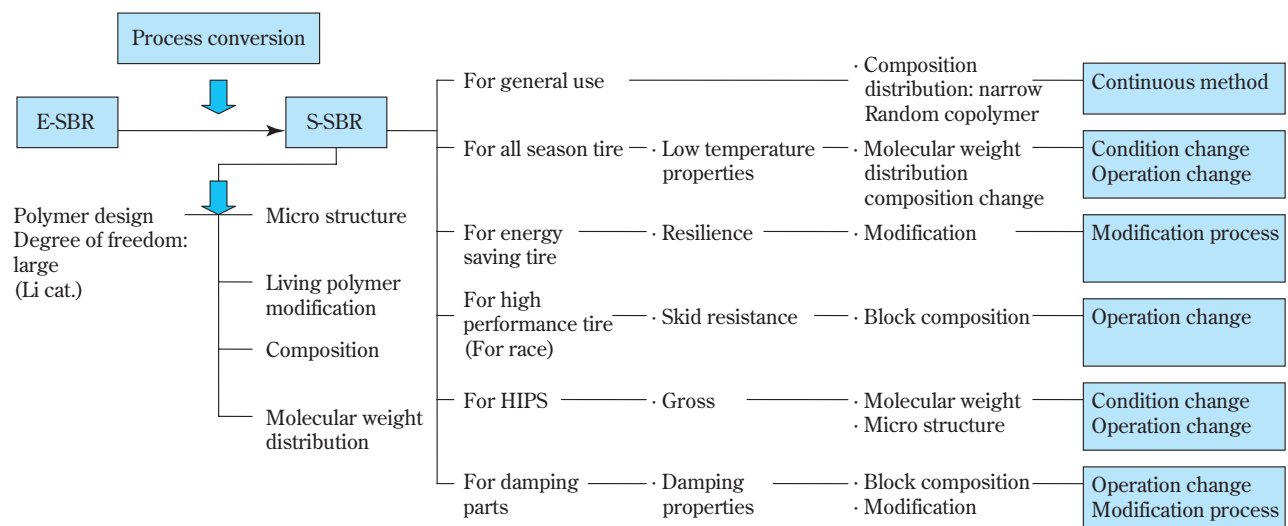 Process conversion
E-SBR
S-SBR
Polymer design
Degree of freedom:
large
(Li cat.)
Micro structure
Living polymer
modification
Composition
Molecular weight
distribution
For general use
· Composition
distribution: narrow
Random copolymer
Continuous method
For all season tire
· Low temperature
properties
· Molecular weight
distribution
composition change
Condition change
Operation change
For energy
saving tire
· Resilience
· Modification
Modification process
For high
performance tire
(For race)
· Skid resistance
· Block composition
Operation change
For HIPS
· Gross
· Molecular weight
· Micro structure
Condition change
Operation change
For damping
parts
· Damping
properties
· Block composition
· Modification
Operation change
Modification process